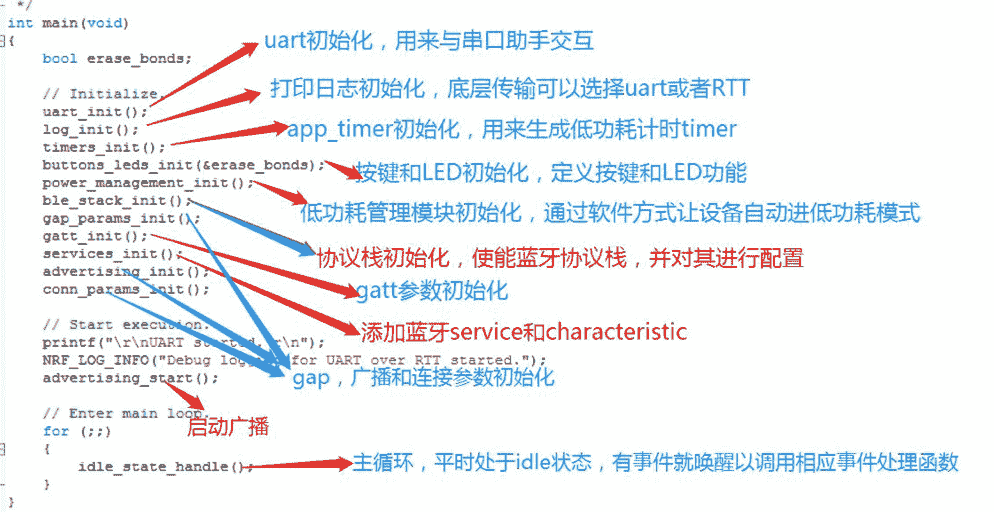 */
int main(void)
{
bool erase_bonds;
// Initialize.
uart_init();
log_init();
timers_init();
buttons_leds_init(&erase_bonds);
power_management_init();
ble_stack_init();
gap_params_init();
gatt_init();
services_init();
advertising_init();
conn_params_init();
// Start execution.
printf("\r\nUART started.\r\n");
NRF_LOG_INFO("Debug for UART over RTT started.");
advertising_start();
// Enter main loop.
for (;;)
{
idle_state_handle();
}
}
uart初始化，用来与串口助手交互
打印日志初始化，底层传输可以选择uart或者RTT
app_timer初始化，用来生成低功耗计时timer
按键和LED初始化，定义按键和LED功能
低功耗管理模块初始化，通过软件方式让设备自动进低功耗模式
协议栈初始化，使能蓝牙协议栈，并对其进行配置
gatt参数初始化
添加蓝牙service和characteristic
gap，广播和连接参数初始化
启动广播
主循环，平时处于idle状态，有事件就唤醒以调用相应事件处理函数